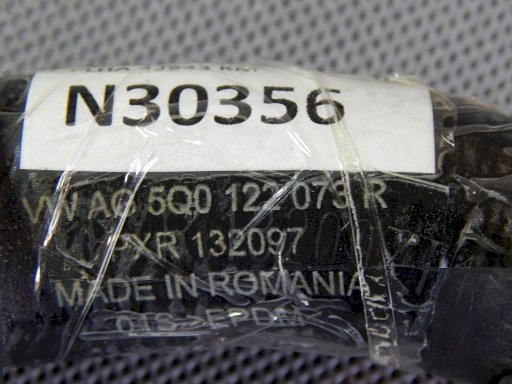 N30356
VW AG 5Q0 122 073 R
PXR 132097
MADE IN ROMANIA